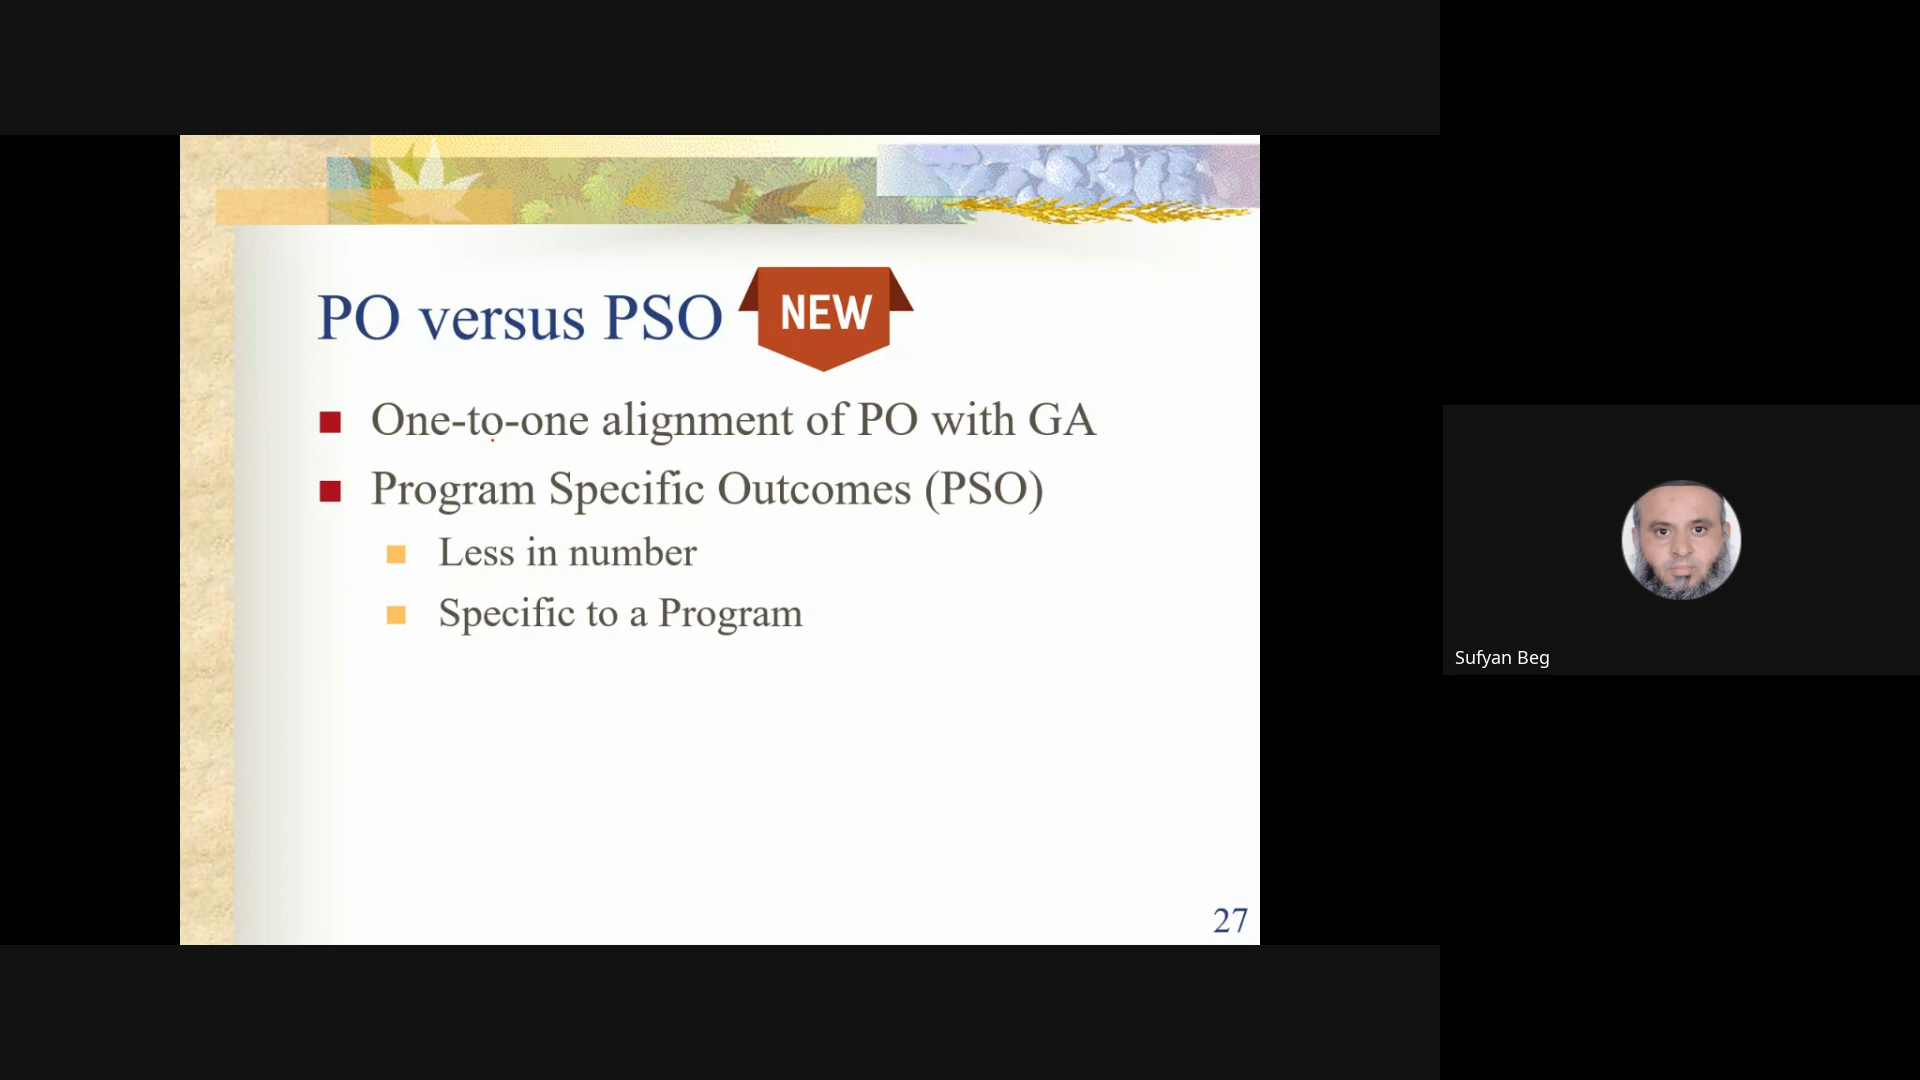 PO versus PSO
NEW
One-to-one alignment of PO with GA
Program Specific Outcomes (PSO)
Less in number
Specific to a Program
27
Sufyan Beg